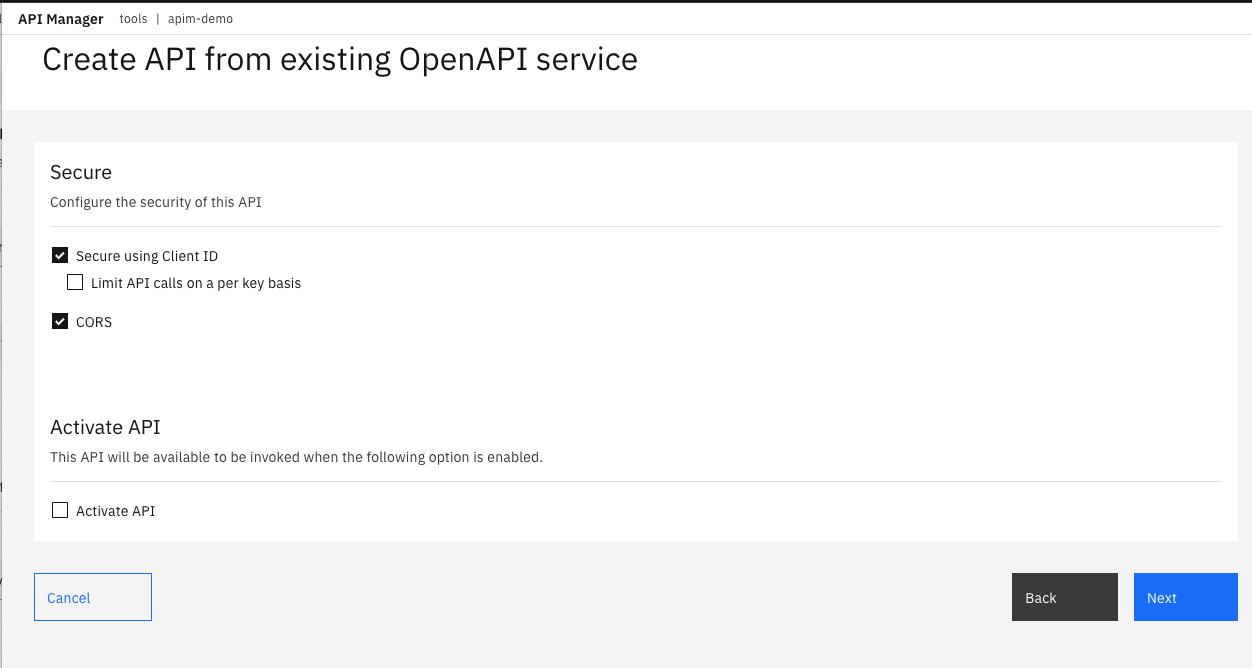 API Manager tools | apim-demo
Create API from existing OpenAPI service
Secure
Configure the security of this API
Secure using Client ID
Limit API calls on a per key basis
CORS
Activate API
This API will be available to be invoked when the following option is enabled.
Activate API
Cancel
Back
Next